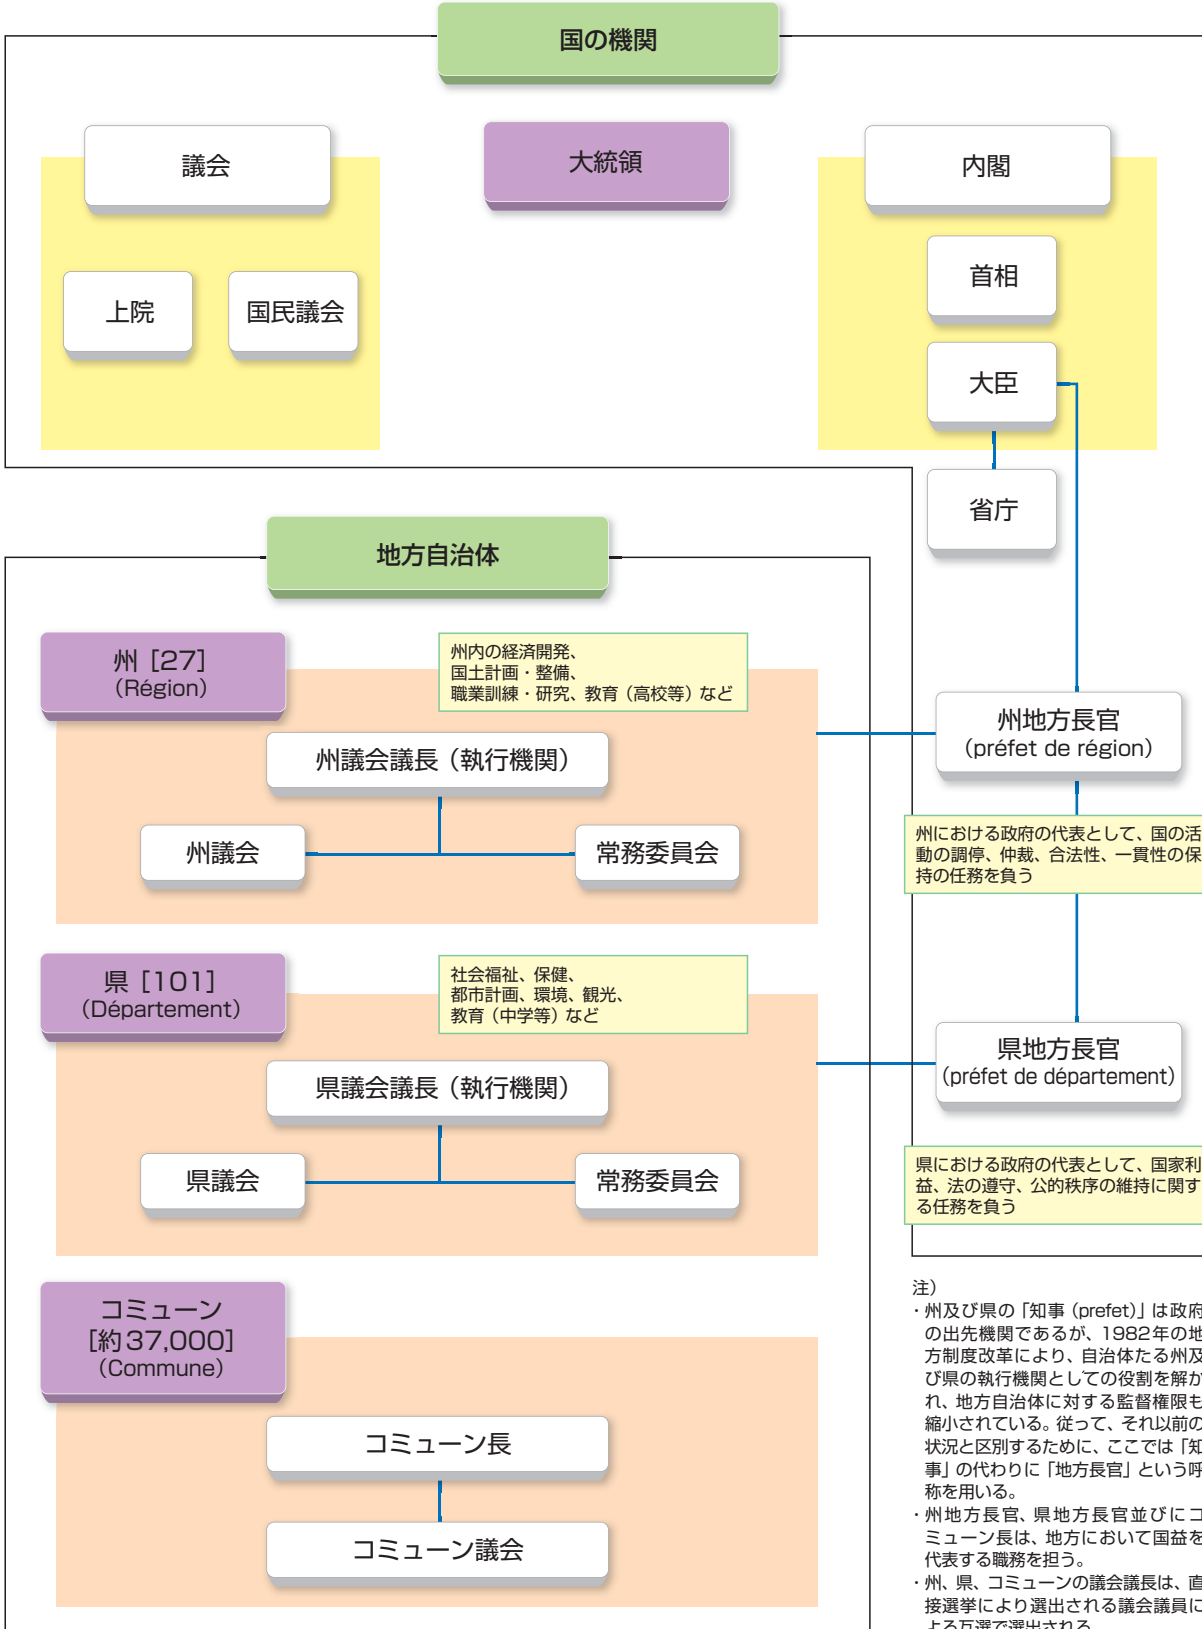 国の機関
議会
大統領
内閣
上院
国民議会
首相
大臣
省庁
地方自治体
州 [27]
(Région)
州内の経済開発、
国土計画・整備、
職業訓練・研究、教育（高校等）など
州議会議長（執行機関）
州議会
常務委員会
州地方長官
(préfet de région)
州における政府の代表として、国の活
動の調停、仲裁、合法性、一貫性の保
持の任務を負う
県 [101]
(Département)
社会福祉、保健、
都市計画、環境、観光、
教育（中学等）など
県議会議長（執行機関）
県議会
常務委員会
県地方長官
(préfet de département)
県における政府の代表として、国家利
益、法の遵守、公的秩序の維持に関す
る任務を負う
コミューン
[約37,000]
(Commune)
コミューン長
コミューン議会
注）
・州及び県の「知事（prefet）」は政府
の出先機関であるが、1982年の地
方制度改革により、自治体たる州及
び県の執行機関としての役割を解か
れ、地方自治体に対する監督権限も
縮小されている。従って、それ以前の
状況と区別するために、ここでは「知
事」の代わりに「地方長官」という呼
称を用いる。
・州地方長官、県地方長官並びにコ
ミューン長は、地方において国益を
代表する職務を担う。
・州、県、コミューンの議会議長は、直
接選挙により選出される議会議員に
よる互選で選出される